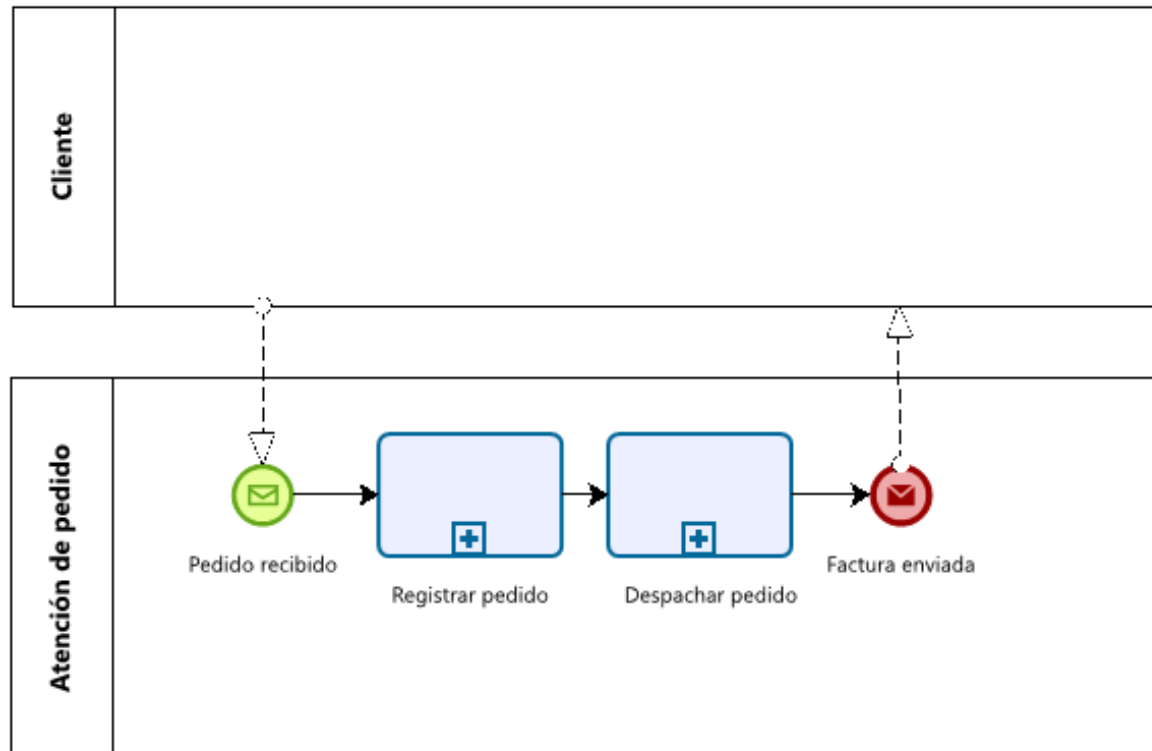 Cliente
Atención de pedido
Pedido recibido
Registrar pedido
Despachar pedido
Factura enviada